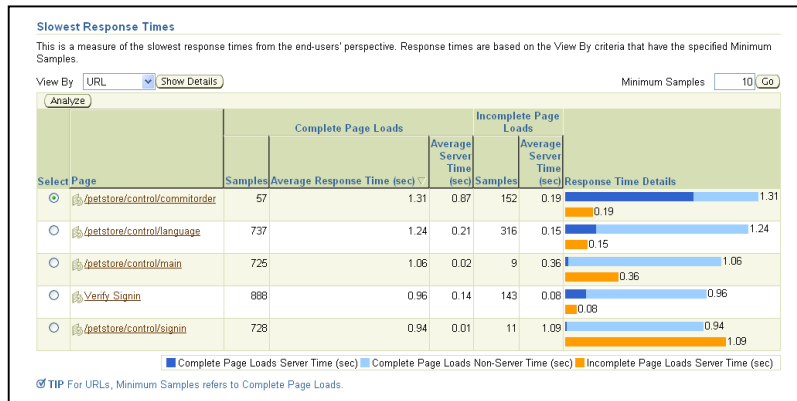 Slowest Response Times
This is a measure of the slowest response times from the end-users' perspective. Response times are based on the View By criteria that have the specified Minimum
Samples.
View By URL Show Details Minimum Samples 10 Go
Analyze
Complete Page Loads Incomplete Page Loads
Select Page Samples Average Response Time (sec) Average Server Time (sec) Samples Average Server Time (sec) Response Time Details
/petstore/control/commitorder 57 1.31 0.87 152 0.19 1.31
0.19
/petstore/control/language 737 1.24 0.21 316 0.15 1.24
0.15
/petstore/control/main 725 1.06 0.02 9 0.36 1.06
0.36
Verify Signin 888 0.96 0.14 143 0.08 0.96
0.08
/petstore/control/signin 728 0.94 0.01 11 1.09 0.94
1.09
Complete Page Loads Server Time (sec) Complete Page Loads Non-Server Time (sec) Incomplete Page Loads Server Time (sec)
TIP For URLs, Minimum Samples refers to Complete Page Loads.